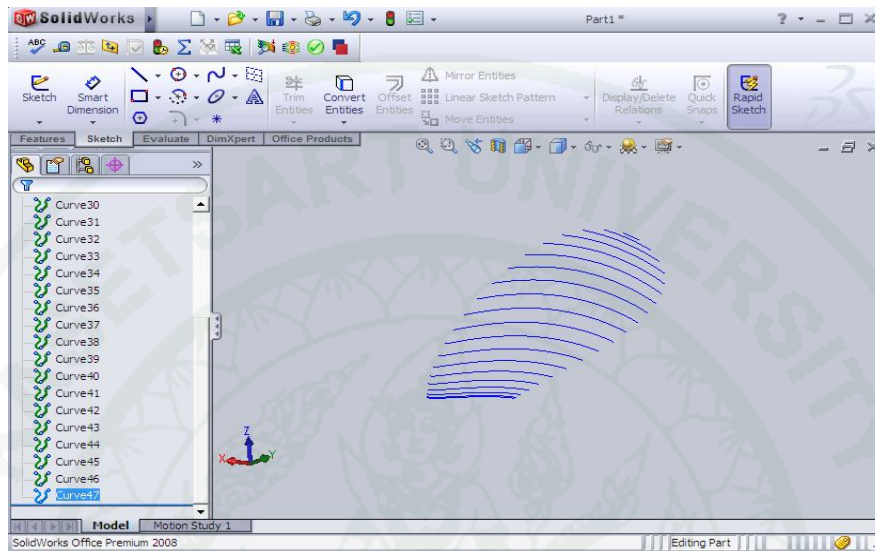 SolidWorks
Part1 *
ABC
Sketch
Smart Dimension
Trim Entities
Convert Entities
Offset Entities
Mirror Entities
Linear Sketch Pattern
Move Entities
Display/Delete Relations
Quick Snaps
Rapid Sketch
Features Sketch Evaluate DimXpert Office Products
Curve30
Curve31
Curve32
Curve33
Curve34
Curve35
Curve36
Curve37
Curve38
Curve39
Curve40
Curve41
Curve42
Curve43
Curve44
Curve45
Curve46
Curve47
Z
X
Y
Model Motion Study 1
SolidWorks Office Premium 2008
Editing Part